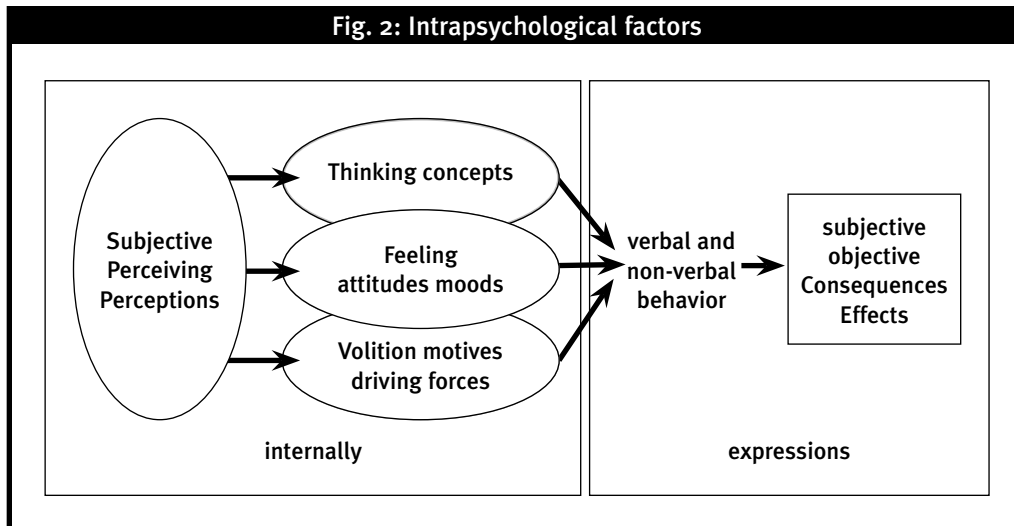 Fig. 2: Intrapsychological factors
Subjective
Perceiving
Perceptions
Thinking concepts
Feeling
attitudes moods
Volition motives
driving forces
internally
verbal and
non-verbal
behavior
subjective
objective
Consequences
Effects
expressions